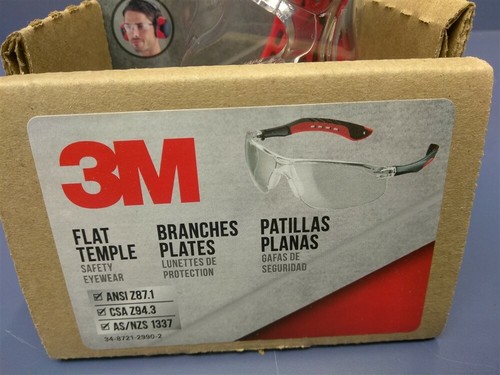 3M
FLAT
TEMPLE
SAFETY
EYEWEAR
BRANCHES
PLATES
LUNETTES DE
PROTECTION
PATILLAS
PLANAS
GAFAS DE
SEGURIDAD
ANSI Z87.1
CSA Z94.3
AS/NZS 1337
34-8721-2990-2